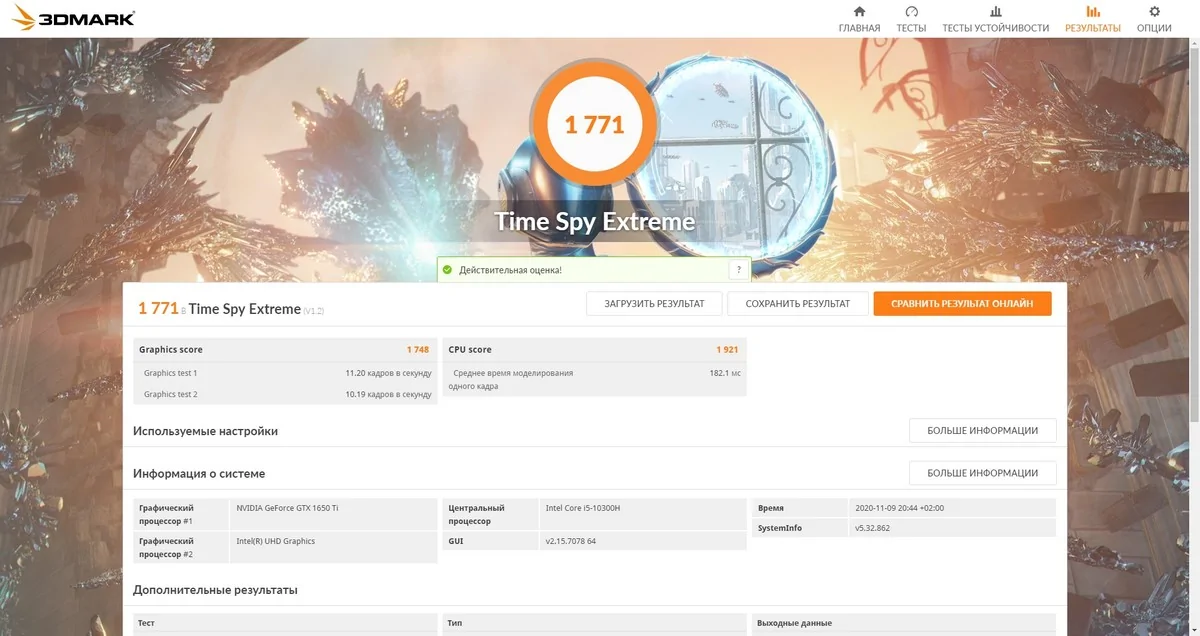 3DMARK
ГЛАВНАЯ ТЕСТЫ ТЕСТЫ УСТОЙЧИВОСТИ РЕЗУЛЬТАТЫ ОПЦИИ
1 771
Time Spy Extreme
Действительная оценка! ?
1 771 в Time Spy Extreme (V1.2) ЗАГРУЗИТЬ РЕЗУЛЬТАТ СОХРАНИТЬ РЕЗУЛЬТАТ СРАВНИТЬ РЕЗУЛЬТАТ ОНЛАЙН
Graphics score 1 748
Graphics test 1 11.20 кадров в секунду
Graphics test 2 10.19 кадров в секунду
CPU score 1 921
Среднее время моделирования 182.1 мс
одного кадра
Используемые настройки БОЛЬШЕ ИНФОРМАЦИИ
Информация о системе БОЛЬШЕ ИНФОРМАЦИИ
Графический NVIDIA GeForce GTX 1650 Ti
процессор #1
Графический Intel(R) UHD Graphics
процессор #2
Центральный Intel Core i5-10300H
процессор
GUI v2.15.7078 64
Время 2020-11-09 20:44 +02:00
SystemInfo v5.32.862
Дополнительные результаты
Тест Тип Выходные данные